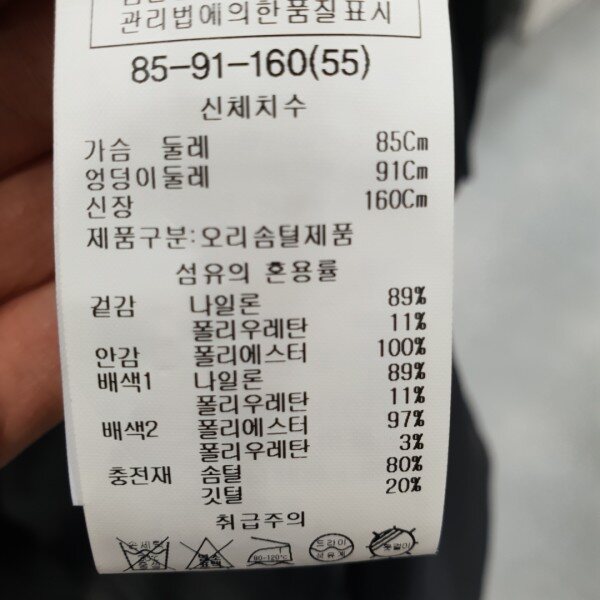 관리법에의한품질표시
85-91-160(55)
신체치수
가슴 둘레 85Cm
엉덩이둘레 91Cm
신장 160Cm
제품구분:오리솜털제품
섬유의 혼용률
겉감 나일론 89%
폴리우레탄 11%
안감 폴리에스터 100%
배색1 나일론 89%
폴리우레탄 11%
배색2 폴리에스터 97%
폴리우레탄 3%
충전재 솜털 80%
깃털 20%
취급주의
80-120℃ 드라이